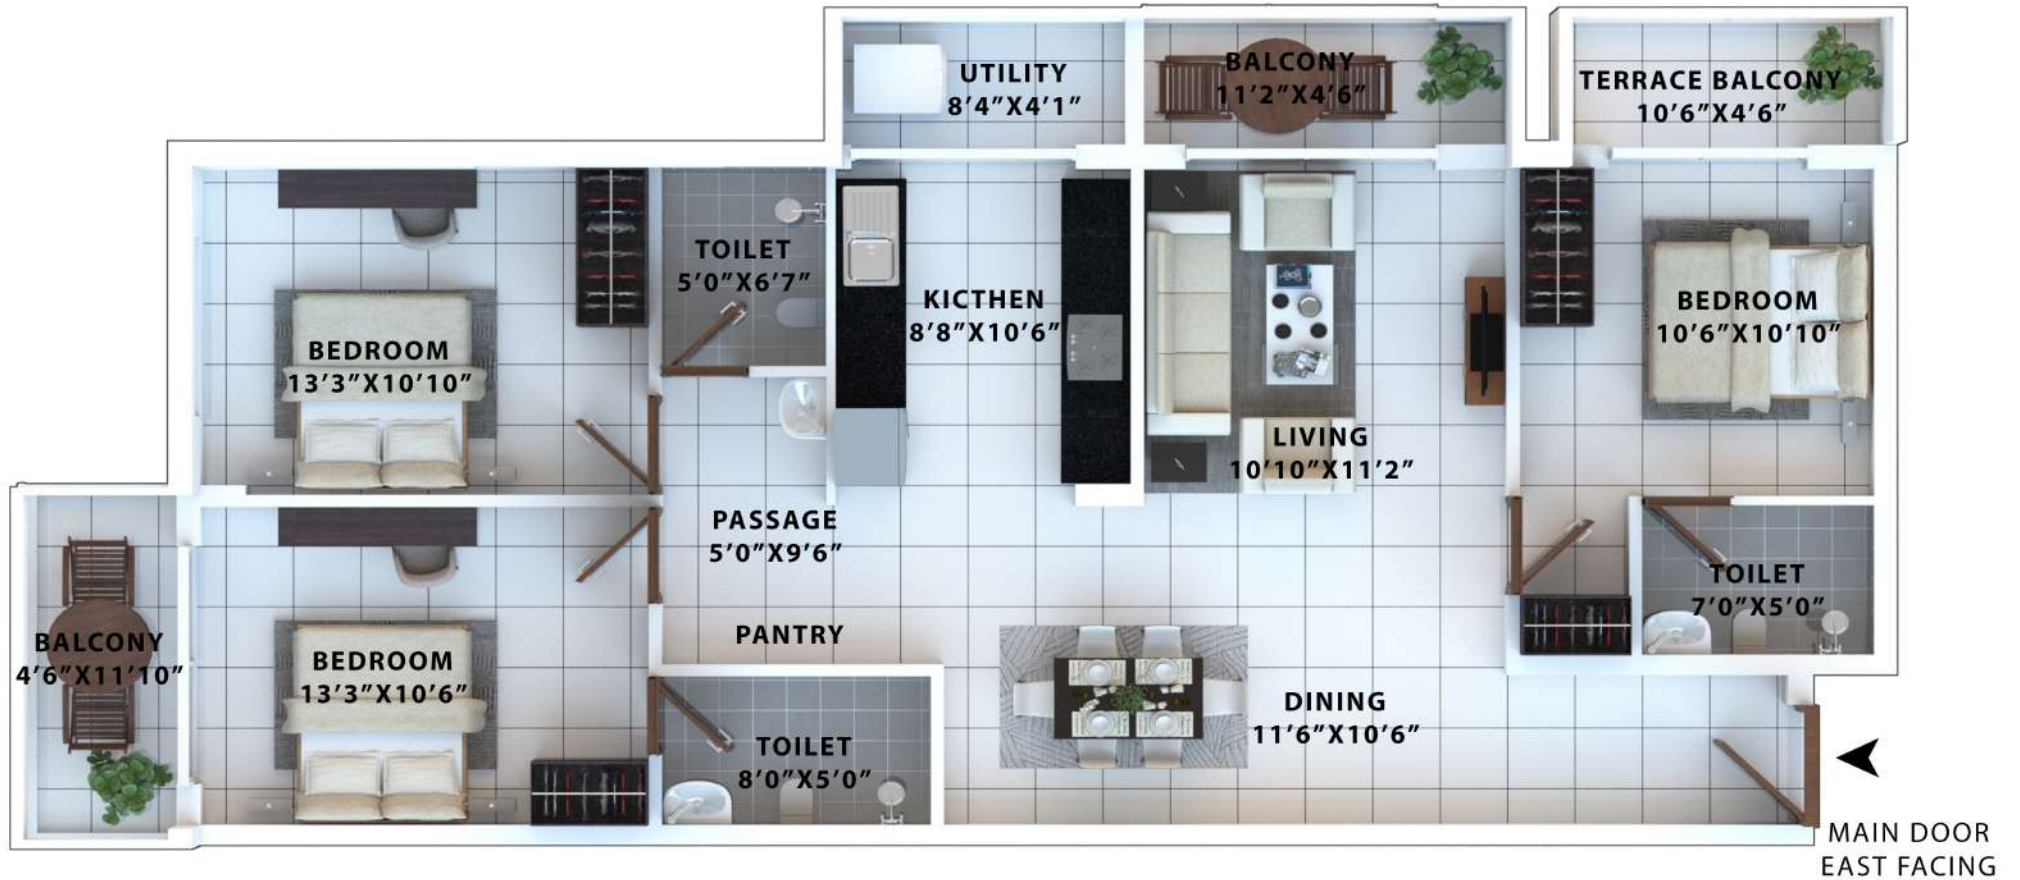 UTILITY
8'4"X4'1"
BALCONY
11'2"X4'6"
TERRACE BALCONY
10'6"X4'6"
TOILET
5'0"X6'7"
KICTHEN
8'8"X10'6"
BEDROOM
10'6"X10'10"
BEDROOM
13'3"X10'10"
LIVING
10'10"X11'2"
PASSAGE
5'0"X9'6"
TOILET
7'0"X5'0"
PANTRY
BALCONY
4'6"X11'10"
BEDROOM
13'3"X10'6"
DINING
11'6"X10'6"
TOILET
8'0"X5'0"
MAIN DOOR
EAST FACING